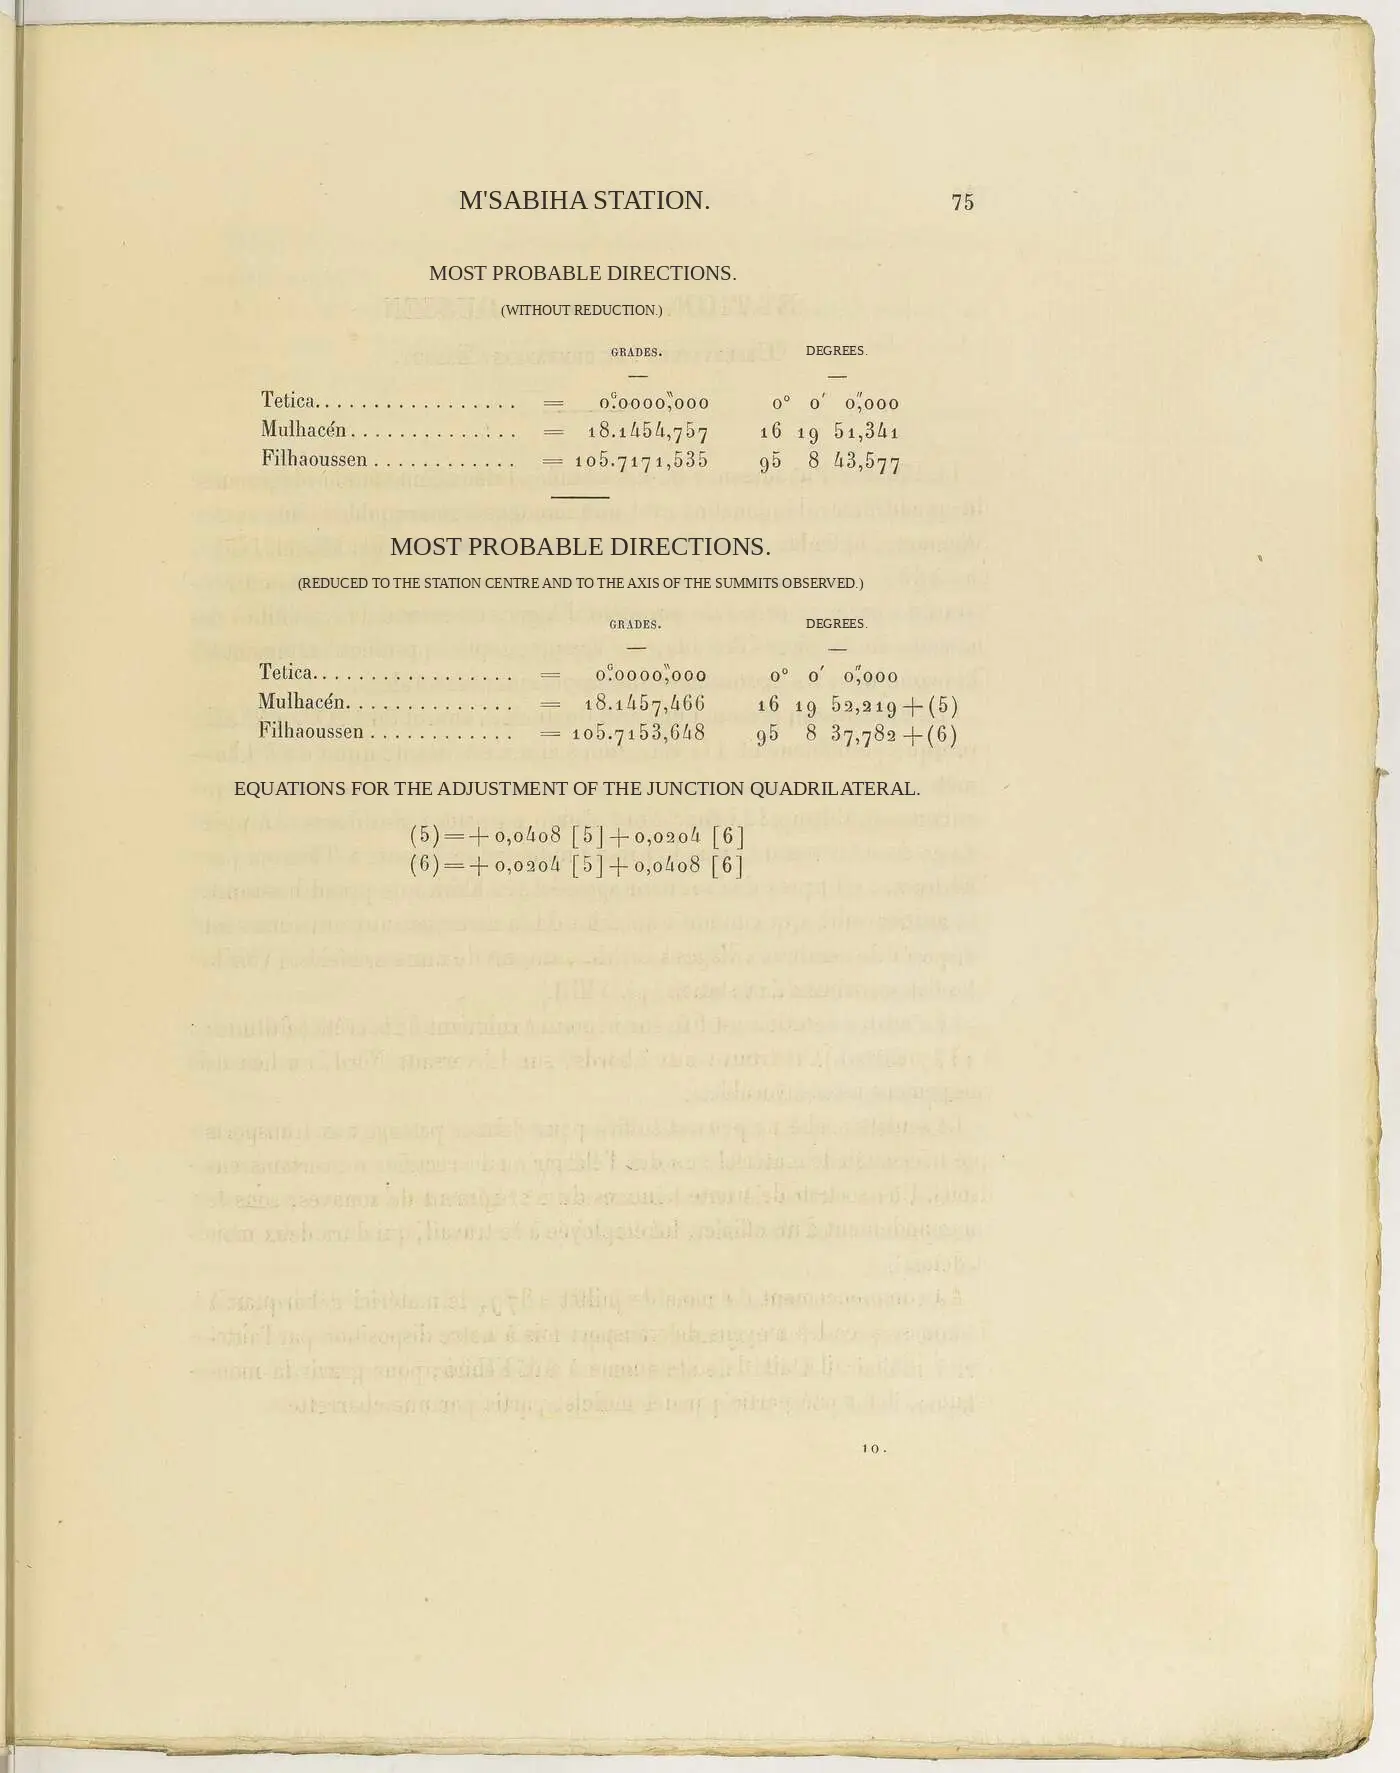 M'SABIHA STATION. 75
MOST PROBABLE DIRECTIONS.
(WITHOUT REDUCTION.)
GRADES. DEGREES.
Tetica................. = 0ᴳ.0000‶,000 0° 0′ 0″,000
Mulhacén.............. = 18.1454,757 16 19 51,341
Filhaoussen............ = 105.7171,535 95 8 43,577
MOST PROBABLE DIRECTIONS.
(REDUCED TO THE STATION CENTRE AND TO THE AXIS OF THE SUMMITS OBSERVED.)
GRADES. DEGREES.
Tetica................. = 0ᴳ.0000‶,000 0° 0′ 0″,000
Mulhacén.............. = 18.1457,466 16 19 52,219+(5)
Filhaoussen............ = 105.7153,648 95 8 37,782+(6)
EQUATIONS FOR THE ADJUSTMENT OF THE JUNCTION QUADRILATERAL.
(5)=+0,0408 [5]+0,0204 [6]
(6)=+0,0204 [5]+0,0408 [6]
10.